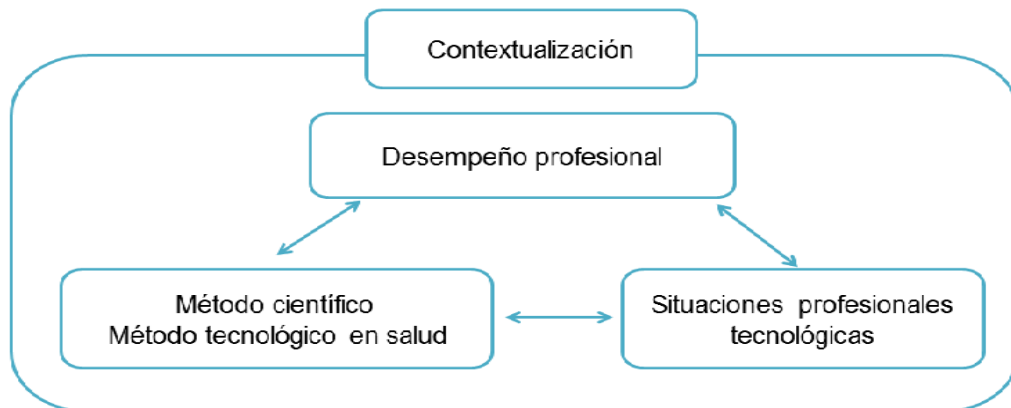 Contextualización
Desempeño profesional
Método científico
Método tecnológico en salud
Situaciones profesionales
tecnológicas